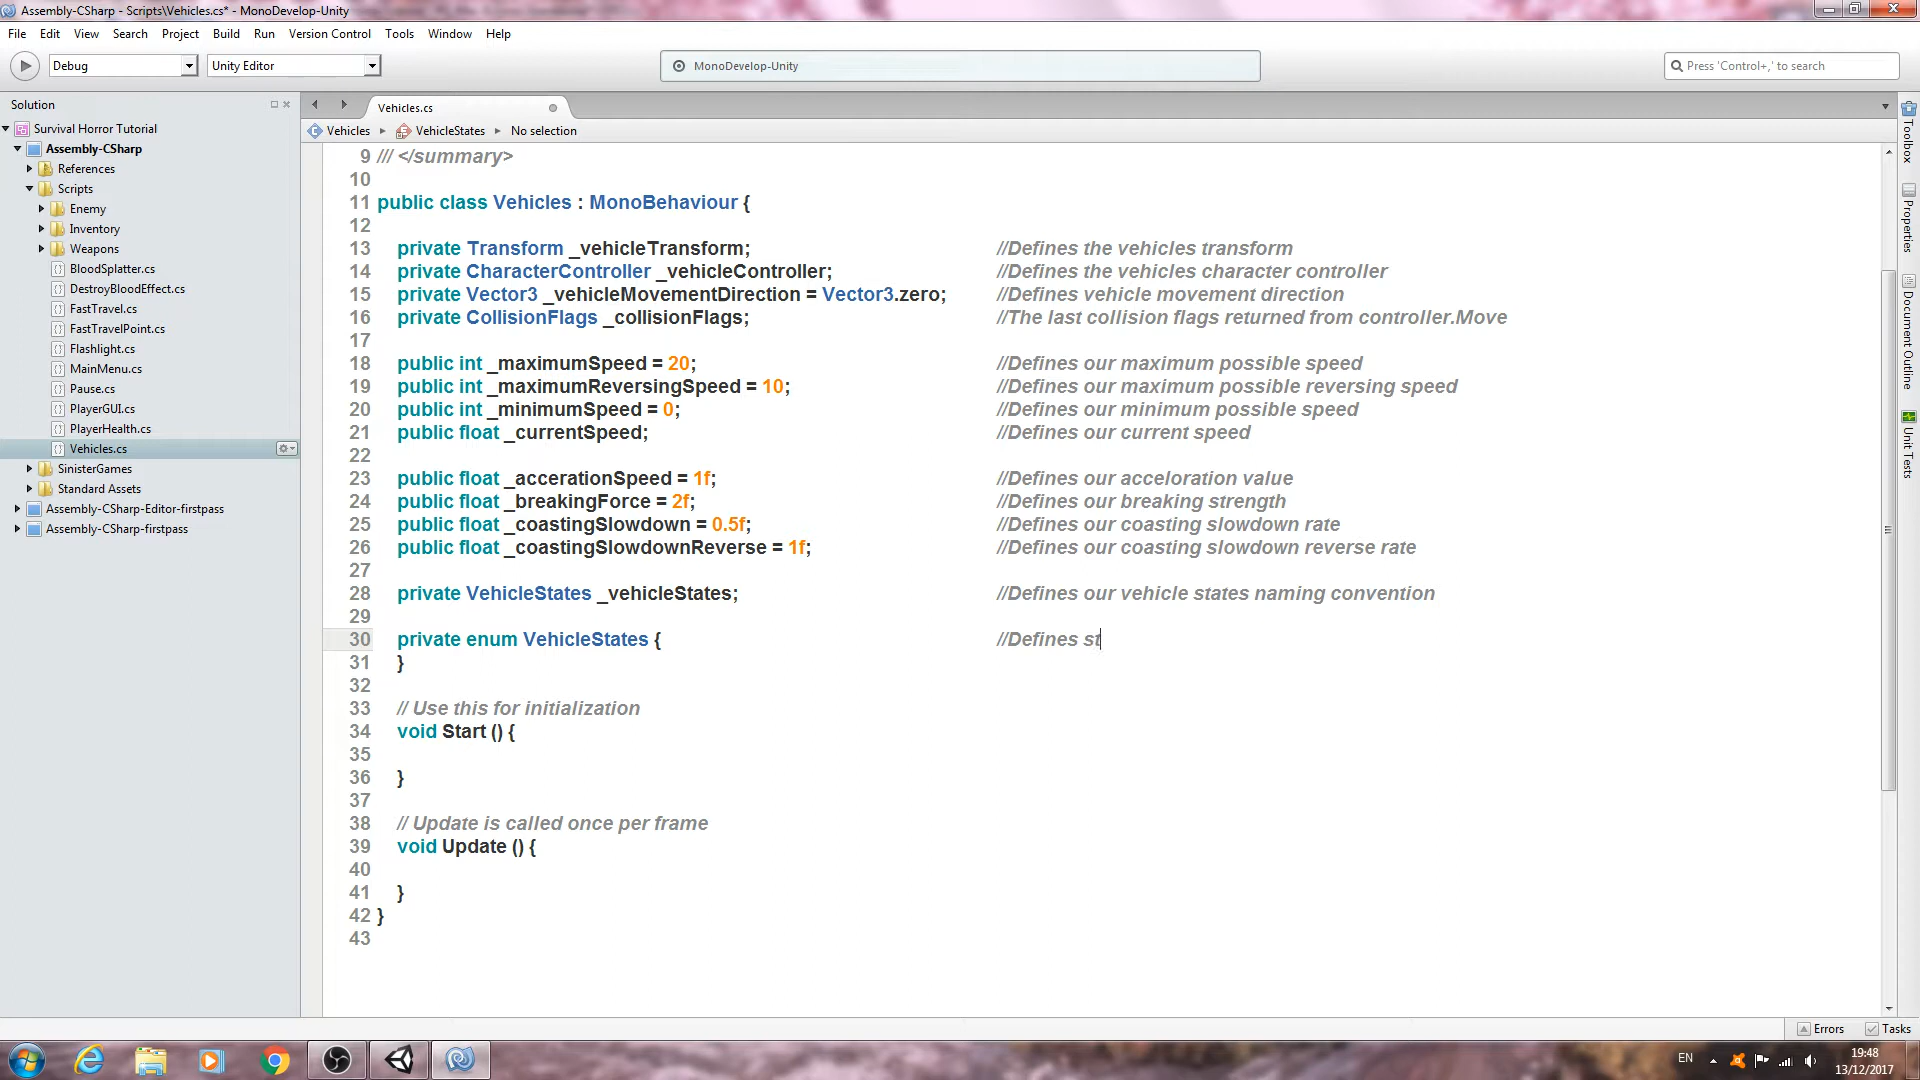 Assembly-CSharp - Scripts\Vehicles.cs* - MonoDevelop-Unity
File Edit View Search Project Build Run Version Control Tools Window Help
Debug Unity Editor MonoDevelop-Unity Press 'Control+,' to search
Solution
Survival Horror Tutorial
Assembly-CSharp
References
Scripts
Enemy
Inventory
Weapons
BloodSplatter.cs
DestroyBloodEffect.cs
FastTravel.cs
FastTravelPoint.cs
Flashlight.cs
MainMenu.cs
Pause.cs
PlayerGUI.cs
PlayerHealth.cs
Vehicles.cs
SinisterGames
Standard Assets
Assembly-CSharp-Editor-firstpass
Assembly-CSharp-firstpass
Vehicles.cs
Vehicles VehicleStates No selection
9 /// </summary>
10
11 public class Vehicles : MonoBehaviour {
12
13 private Transform _vehicleTransform; //Defines the vehicles transform
14 private CharacterController _vehicleController; //Defines the vehicles character controller
15 private Vector3 _vehicleMovementDirection = Vector3.zero; //Defines vehicle movement direction
16 private CollisionFlags _collisionFlags; //The last collision flags returned from controller.Move
17
18 public int _maximumSpeed = 20; //Defines our maximum possible speed
19 public int _maximumReversingSpeed = 10; //Defines our maximum possible reversing speed
20 public int _minimumSpeed = 0; //Defines our minimum possible speed
21 public float _currentSpeed; //Defines our current speed
22
23 public float _accerationSpeed = 1f; //Defines our acceloration value
24 public float _breakingForce = 2f; //Defines our breaking strength
25 public float _coastingSlowdown = 0.5f; //Defines our coasting slowdown rate
26 public float _coastingSlowdownReverse = 1f; //Defines our coasting slowdown reverse rate
27
28 private VehicleStates _vehicleStates; //Defines our vehicle states naming convention
29
30 private enum VehicleStates { //Defines st
31 }
32
33 // Use this for initialization
34 void Start () {
35
36 }
37
38 // Update is called once per frame
39 void Update () {
40
41 }
42 }
43
Toolbox
Properties
Document Outline
Unit Tests
Errors Tasks
EN
19:48
13/12/2017